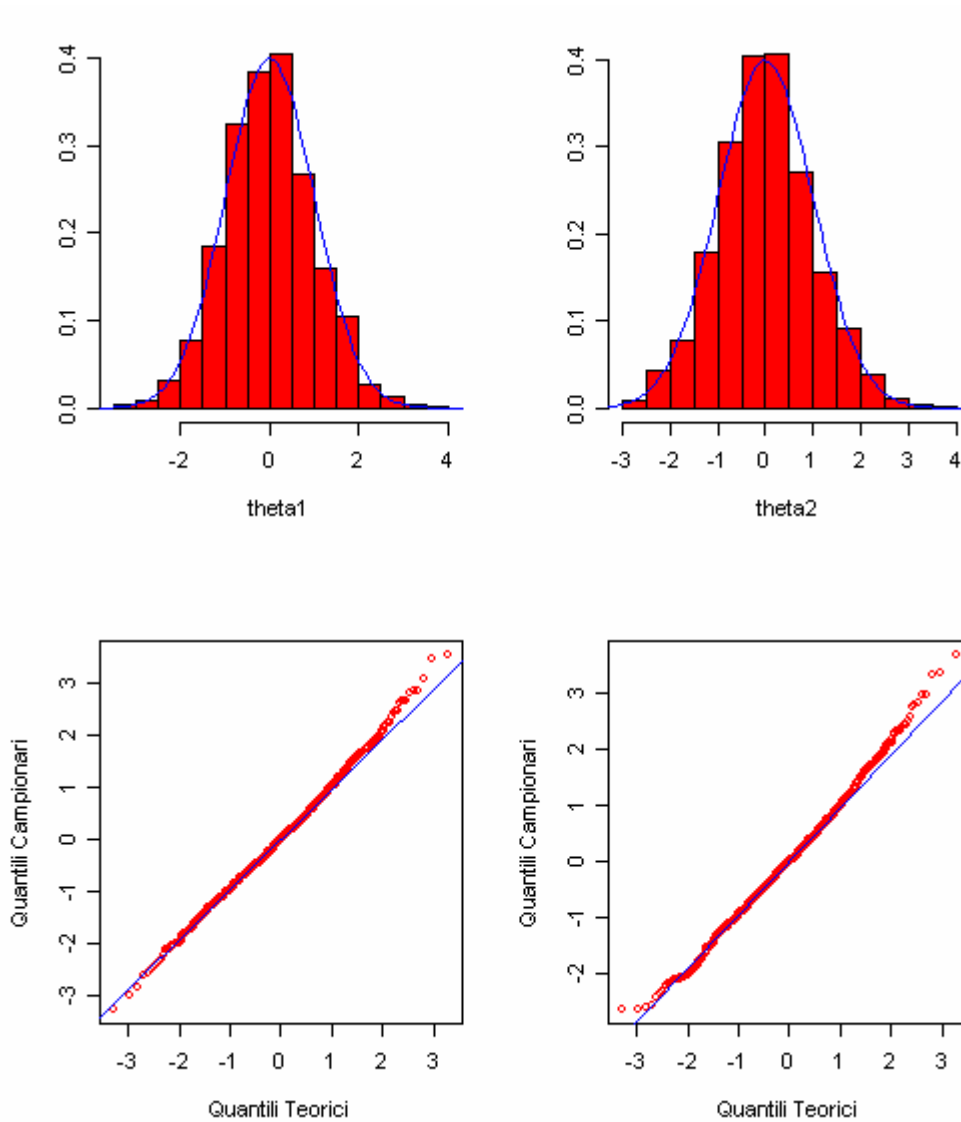 0.4
0.3
0.2
0.1
0.0
-2 0 2 4
theta1
0.4
0.3
0.2
0.1
0.0
-3 -2 -1 0 1 2 3 4
theta2
3
2
1
0
-1
-2
-3
Quantili Campionari
-3 -2 -1 0 1 2 3
Quantili Teorici
3
2
1
0
-1
-2
Quantili Campionari
-3 -2 -1 0 1 2 3
Quantili Teorici